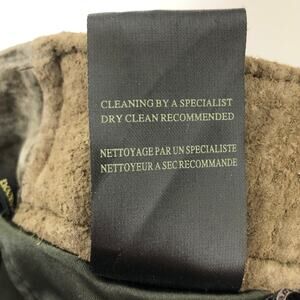 CLEANING BY A SPECIALIST
DRY CLEAN RECOMMENDED
NETTOYAGE PAR UN SPECIALISTE
NETTOYEUR A SEC RECOMMANDE